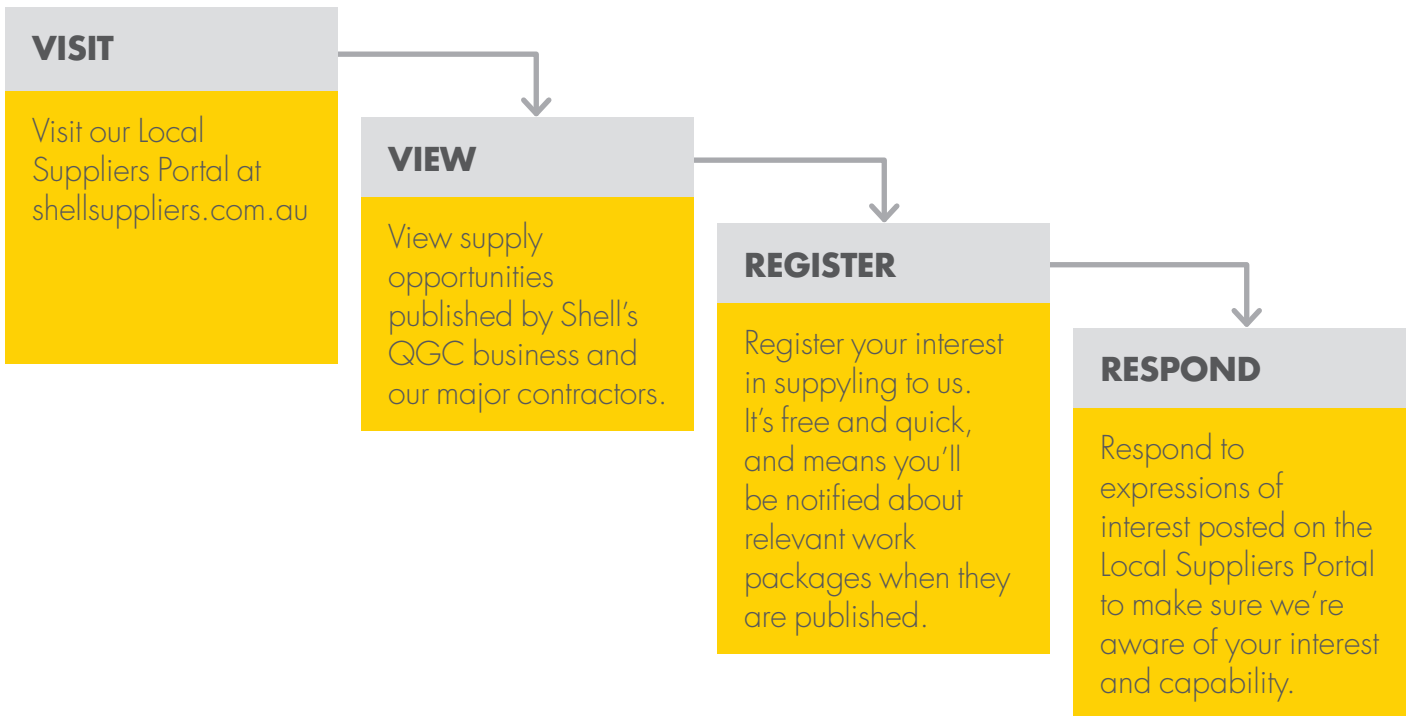 VISIT
Visit our Local
Suppliers Portal at
shellsuppliers.com.au
VIEW
View supply
opportunities
published by Shell’s
QGC business and
our major contractors.
REGISTER
Register your interest
in suppyling to us.
It’s free and quick,
and means you’ll
be notified about
relevant work
packages when they
are published.
RESPOND
Respond to
expressions of
interest posted on the
Local Suppliers Portal
to make sure we’re
aware of your interest
and capability.